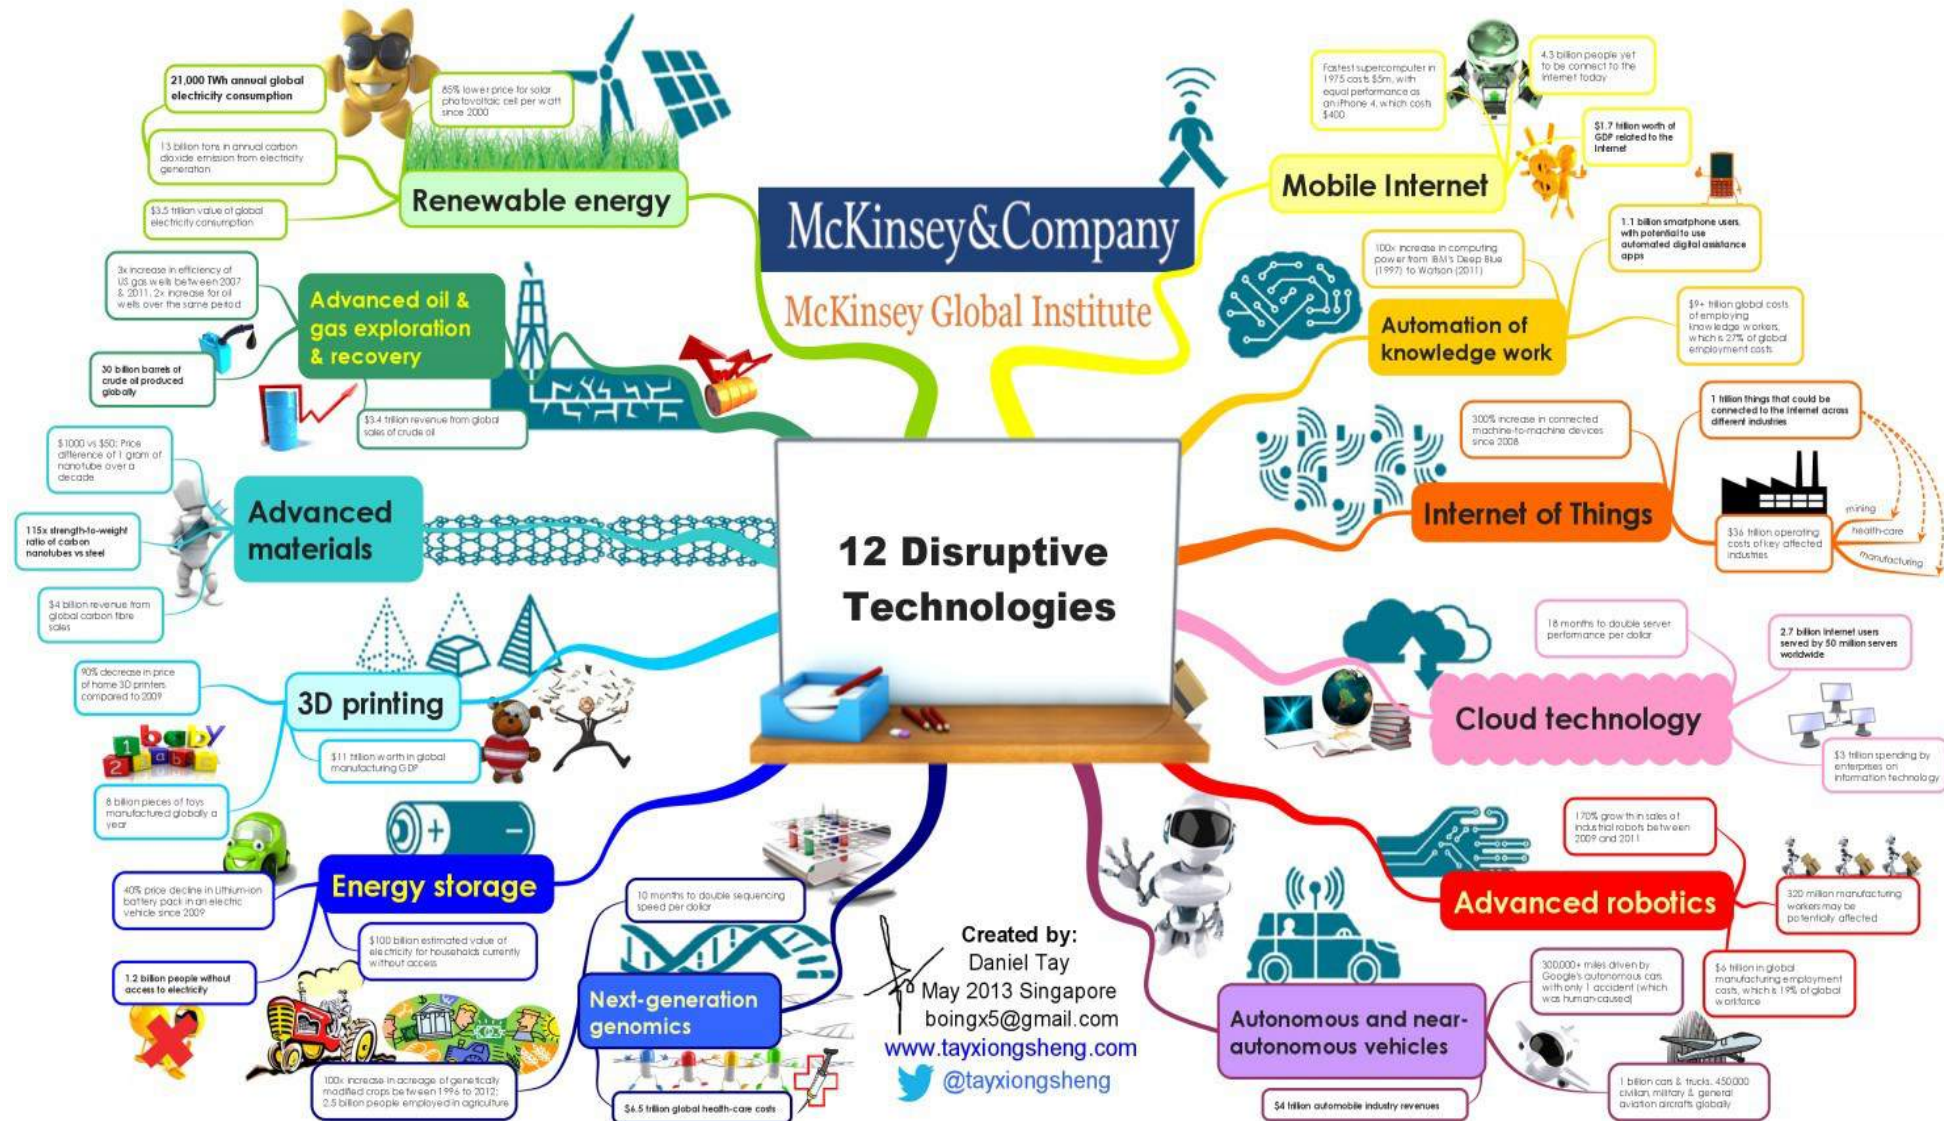 McKinsey&Company
McKinsey Global Institute
12 Disruptive
Technologies
Mobile Internet
Fastest supercomputer in
1975 costs $5m, with
equal performance as
an iPhone 4, which costs
$400
4.3 billion people yet
to be connect to the
Internet today
$1.7 trillion worth of
GDP related to the
Internet
Automation of
knowledge work
100x increase in computing
power from IBM's Deep Blue
(1997) to Watson (2011)
1.1 billion smartphone users,
with potential to use
automated digital assistance
apps
$9+ trillion global costs
of employing
knowledge workers,
which is 27% of global
employment costs
Internet of Things
300% increase in connected
machine-to-machine devices
since 2008
1 trillion things that could be
connected to the Internet across
different industries
$36 trillion operating
costs of key affected
industries
mining
health-care
manufacturing
Cloud technology
18 months to double server
performance per dollar
2.7 billion Internet users
served by 50 million servers
worldwide
$3 trillion spending by
enterprises on
information technology
Advanced robotics
170% growth in sales of
industrial robots between
2009 and 2011
320 million manufacturing
workers may be
potentially affected
$6 trillion in global
manufacturing employment
costs, which is 19% of global
workforce
Autonomous and near-
autonomous vehicles
300,000+ miles driven by
Google's autonomous cars
with only 1 accident (which
was human-caused)
1 billion cars & trucks, 450,000
civilian, military & general
aviation aircrafts globally
$4 trillion automobile industry revenues
Next-generation
genomics
10 months to double sequencing
speed per dollar
100x increase in acreage of genetically
modified crops between 1996 to 2012;
2.5 billion people employed in agriculture
$6.5 trillion global health-care costs
Energy storage
40% price decline in Lithium-ion
battery pack in an electric
vehicle since 2009
$100 billion estimated value of
electricity for households currently
without access
1.2 billion people without
access to electricity
3D printing
90% decrease in price
of home 3D printers
compared to 2009
$11 trillion worth in global
manufacturing GDP
8 billion pieces of toys
manufactured globally a
year
baby
Advanced
materials
$1000 vs $50: Price
difference of 1 gram of
nanotube over a
decade
115x strength-to-weight
ratio of carbon
nanotubes vs steel
$4 billion revenue from
global carbon fibre
sales
Advanced oil &
gas exploration
& recovery
3x increase in efficiency of
US gas wells between 2007
& 2011, 2x increase for oil
wells over the same period
30 billion barrels of
crude oil produced
globally
$3.4 trillion revenue from global
sales of crude oil
Renewable energy
21,000 TWh annual global
electricity consumption
85% lower price for solar
photovoltaic cell per watt
since 2000
13 billion tons in annual carbon
dioxide emission from electricity
generation
$3.5 trillion value of global
electricity consumption
Created by:
Daniel Tay
May 2013 Singapore
boingx5@gmail.com
www.tayxiongsheng.com
@tayxiongsheng